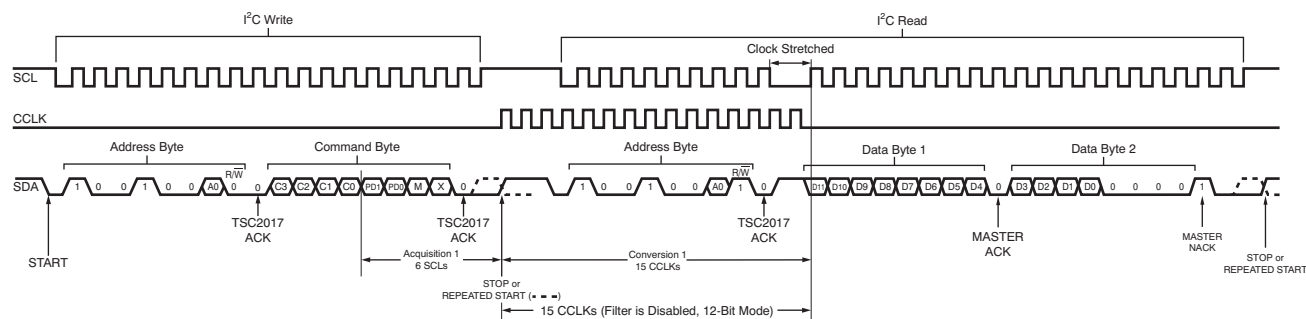 I²C Write
I²C Read
Clock Stretched
SCL
CCLK
Address Byte
Command Byte
Address Byte
Data Byte 1
Data Byte 2
R/W̅
R/W̅
SDA
1 0 0 1 0 0 A0 0 0 C3 C2 C1 C0 PD1 PD0 M X 0 1 0 0 1 0 0 A0 1 0 D11 D10 D9 D8 D7 D6 D5 D4 0 D3 D2 D1 D0 0 0 0 0 1
START
TSC2017
ACK
TSC2017
ACK
TSC2017
ACK
MASTER
ACK
MASTER
NACK
STOP or
REPEATED START
Acquisition 1
6 SCLs
Conversion 1
15 CCLKs
STOP or
REPEATED START (- - - -)
15 CCLKs (Filter is Disabled, 12-Bit Mode)